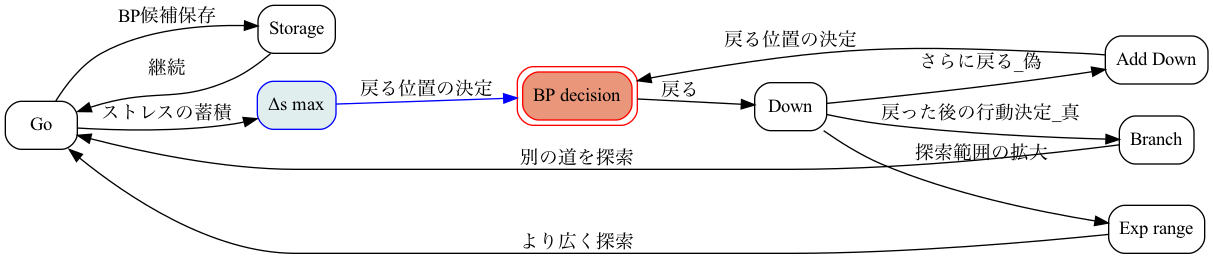 BP候補保存
Storage
継続
Go
ストレスの蓄積
Δs max
戻る位置の決定
BP decision
戻る
Down
戻る位置の決定
さらに戻る_偽
Add Down
戻った後の行動決定_真
Branch
別の道を探索
探索範囲の拡大
Exp range
より広く探索